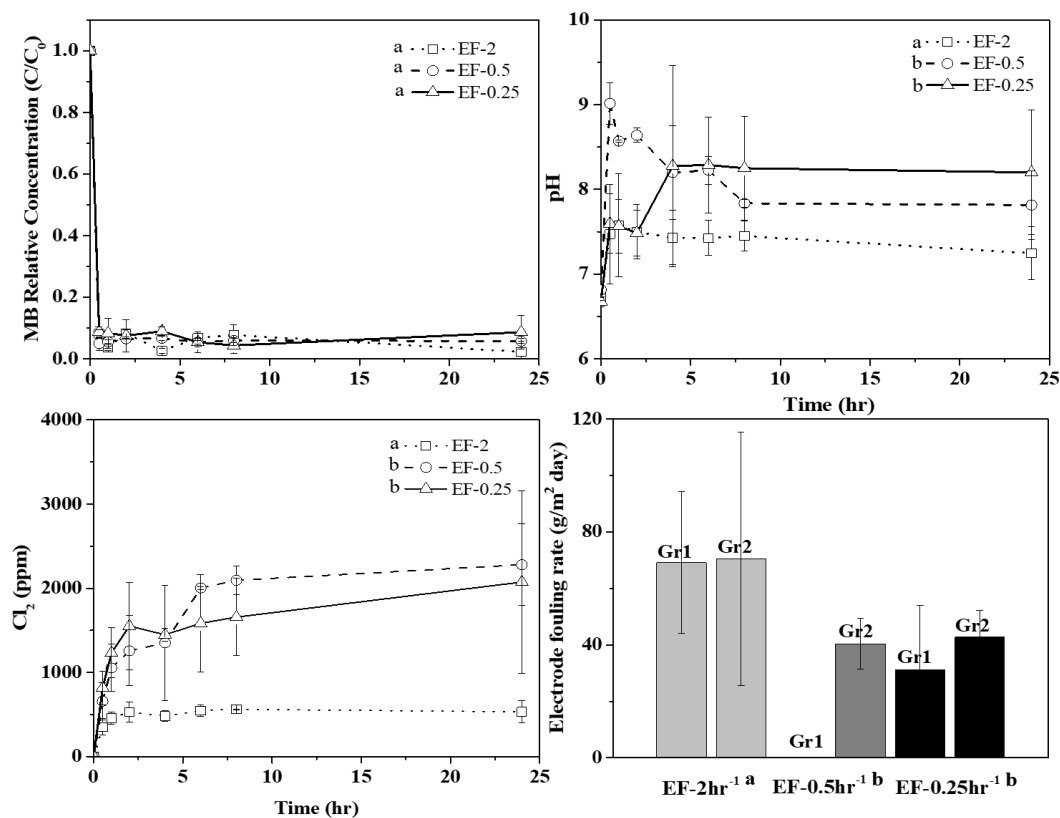 MB Relative Concentration (C/C₀)
1.0
0.8
0.6
0.4
0.2
0.0
0 5 10 15 20 25
a EF-2
a EF-0.5
a EF-0.25
pH
10
9
8
7
6
0 5 10 15 20 25
Time (hr)
a EF-2
b EF-0.5
b EF-0.25
Cl₂ (ppm)
4000
3000
2000
1000
0
0 5 10 15 20 25
Time (hr)
a EF-2
b EF-0.5
b EF-0.25
Electrode fouling rate (g/m² day)
120
80
40
0
Gr1 Gr2 Gr1 Gr2 Gr1 Gr2
EF-2hr⁻¹ ᵃ EF-0.5hr⁻¹ ᵇ EF-0.25hr⁻¹ ᵇ